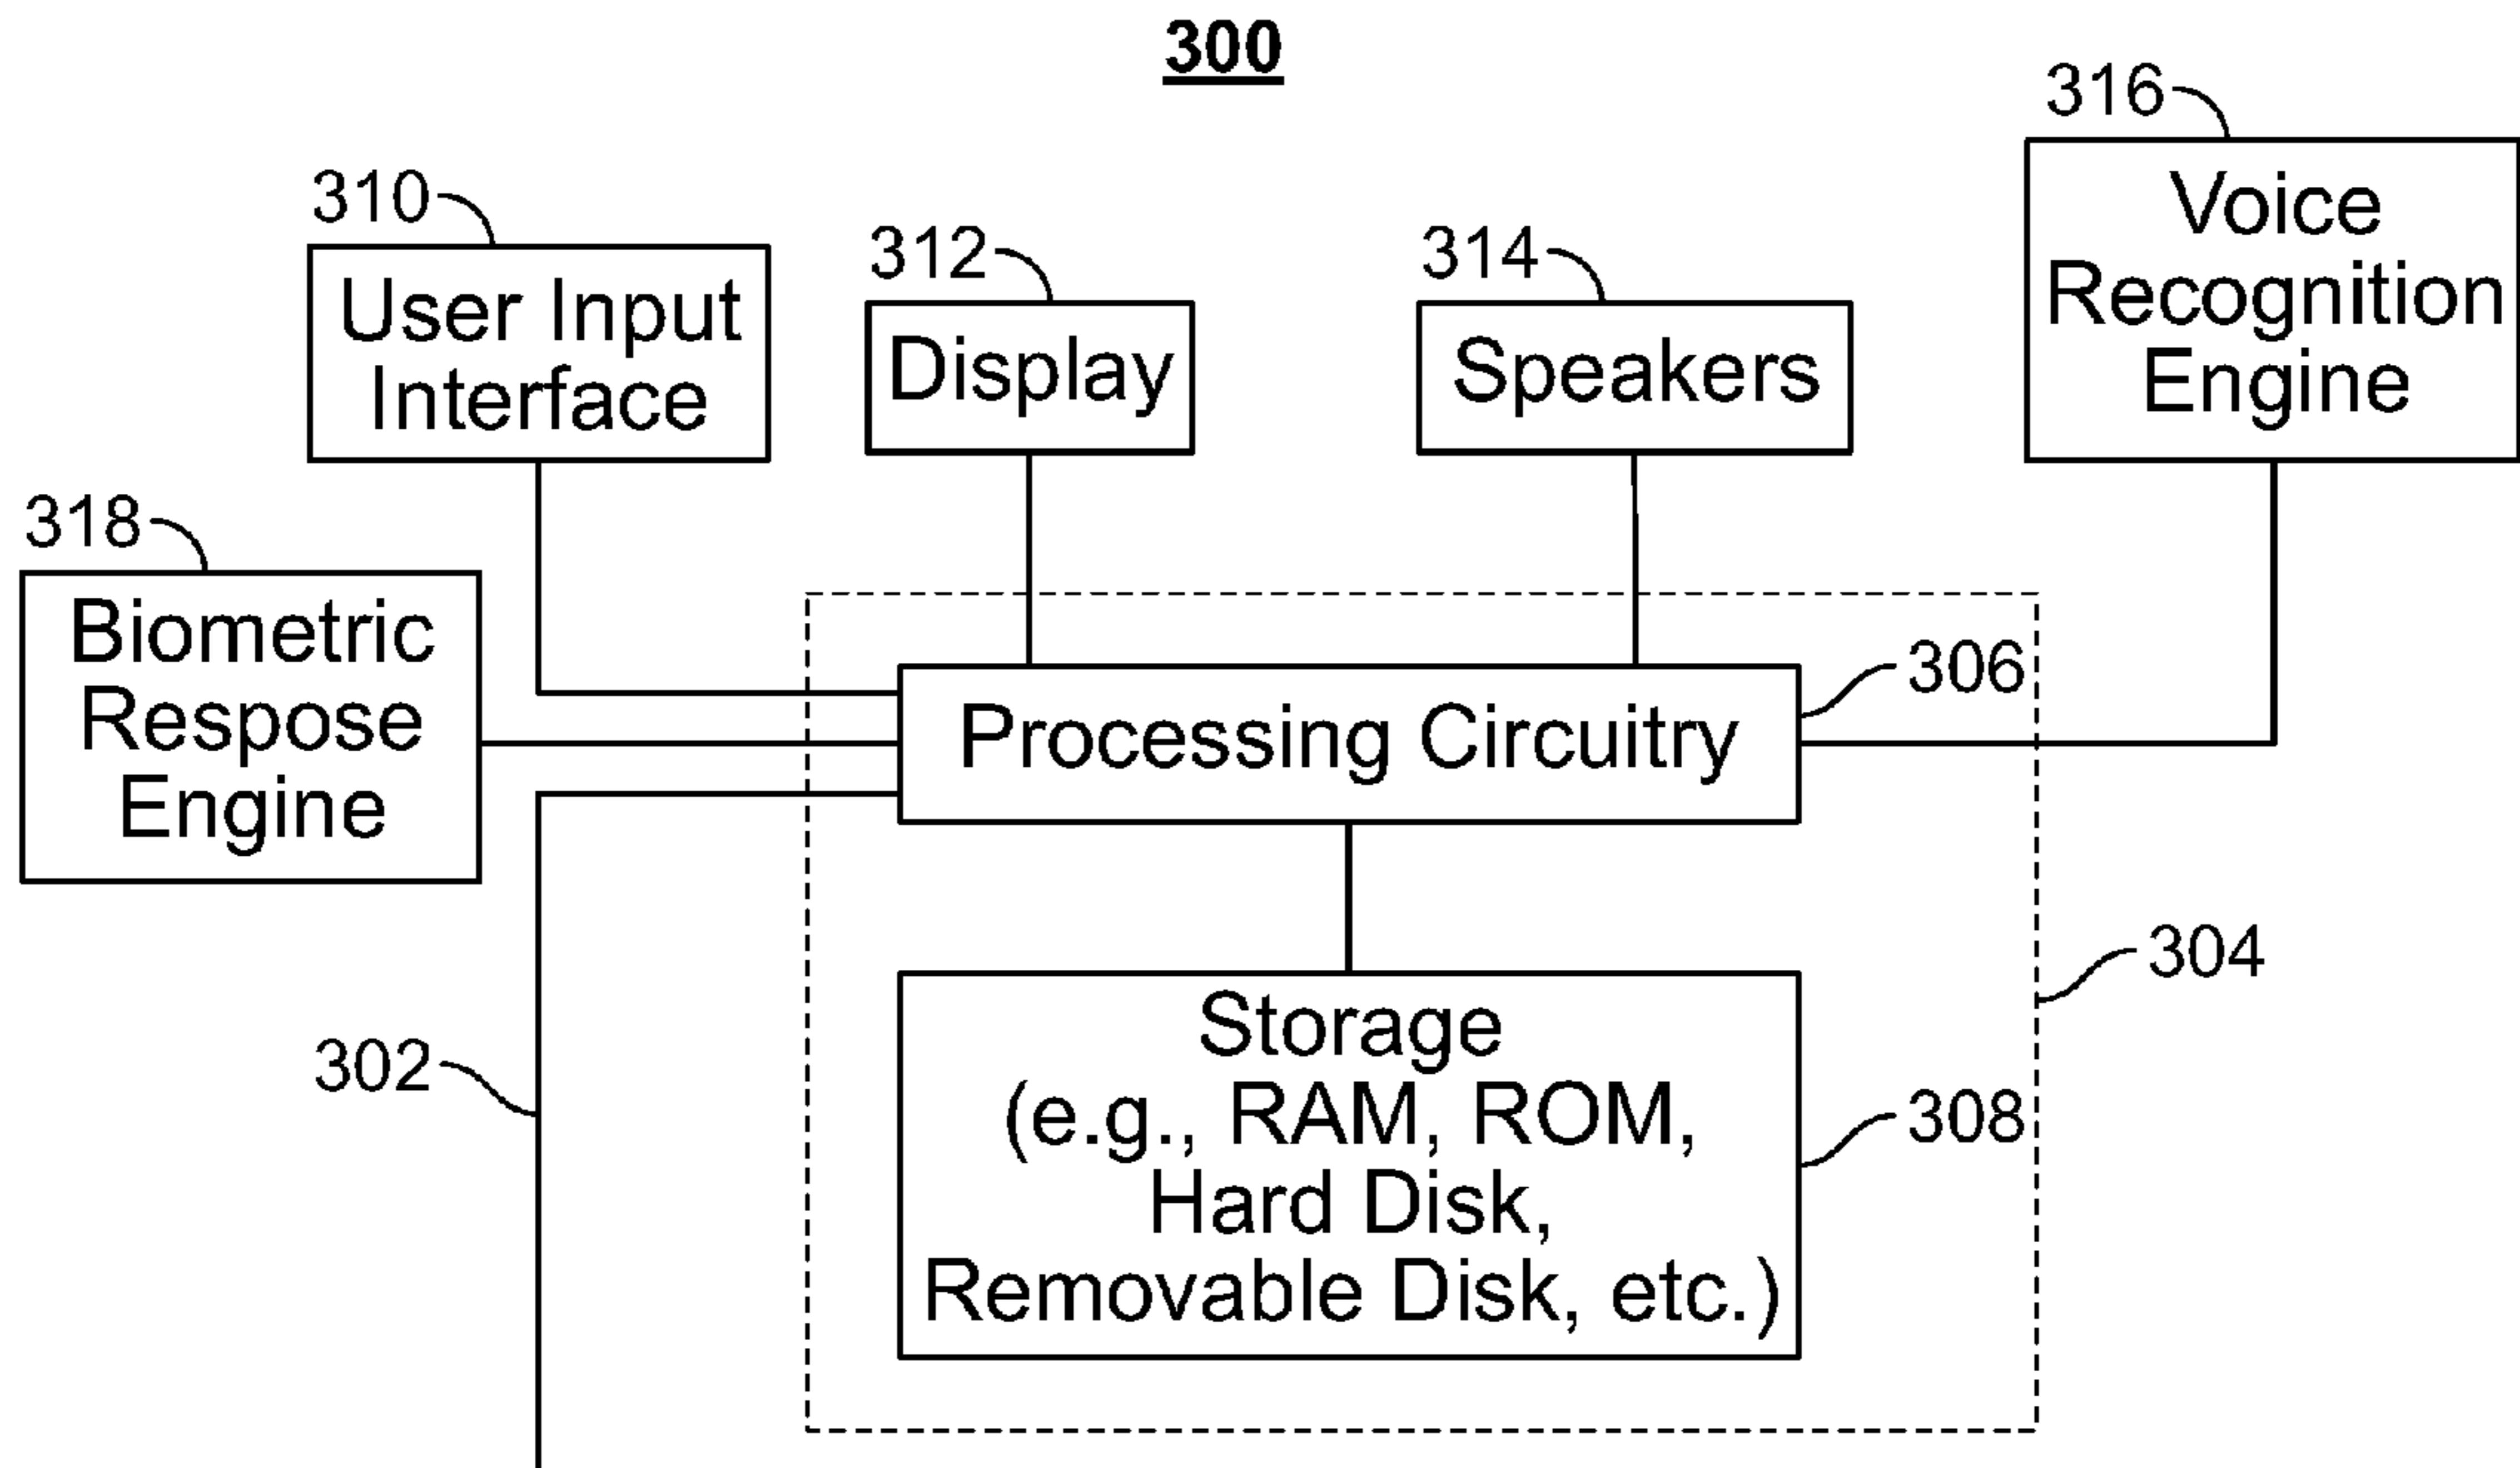 300
316
Voice
Recognition
Engine
310
User Input
Interface
312
Display
314
Speakers
318
Biometric
Respose
Engine
306
Processing Circuitry
304
302
Storage
(e.g., RAM, ROM,
Hard Disk,
Removable Disk, etc.)
308